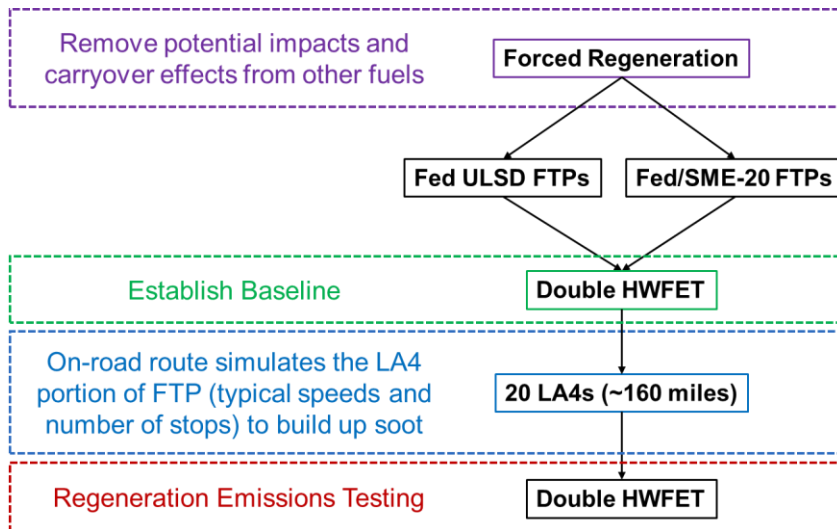 Remove potential impacts and
carryover effects from other fuels
Forced Regeneration
Fed ULSD FTPs
Fed/SME-20 FTPs
Establish Baseline
Double HWFET
On-road route simulates the LA4
portion of FTP (typical speeds and
number of stops) to build up soot
20 LA4s (~160 miles)
Regeneration Emissions Testing
Double HWFET